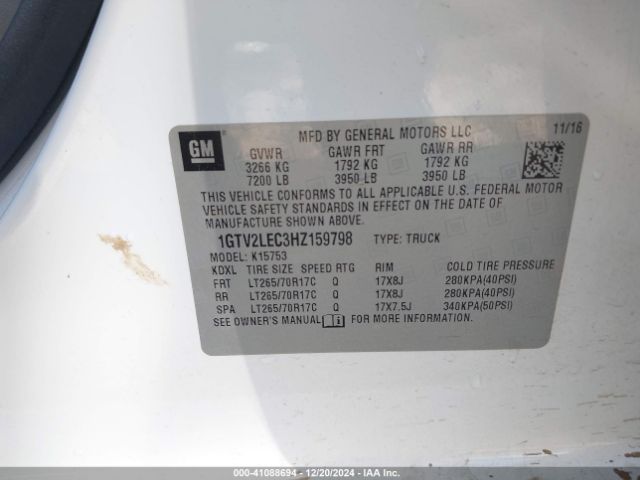 GM
MFD BY GENERAL MOTORS LLC 11/16
GVWR GAWR FRT GAWR RR
3266 KG 1792 KG 1792 KG
7200 LB 3950 LB 3950 LB
THIS VEHICLE CONFORMS TO ALL APPLICABLE U.S. FEDERAL MOTOR
VEHICLE SAFETY STANDARDS IN EFFECT ON THE DATE OF
MANUFACTURE SHOWN ABOVE.
1GTV2LEC3HZ159798 TYPE: TRUCK
MODEL: K15753
KDXL TIRE SIZE SPEED RTG RIM COLD TIRE PRESSURE
FRT LT265/70R17C Q 17X8J 280KPA(40PSI)
RR LT265/70R17C Q 17X8J 280KPA(40PSI)
SPA LT265/70R17C Q 17X7.5J 340KPA(50PSI)
SEE OWNER'S MANUAL FOR MORE INFORMATION.
000-41088694 - 12/20/2024 - IAA Copart.